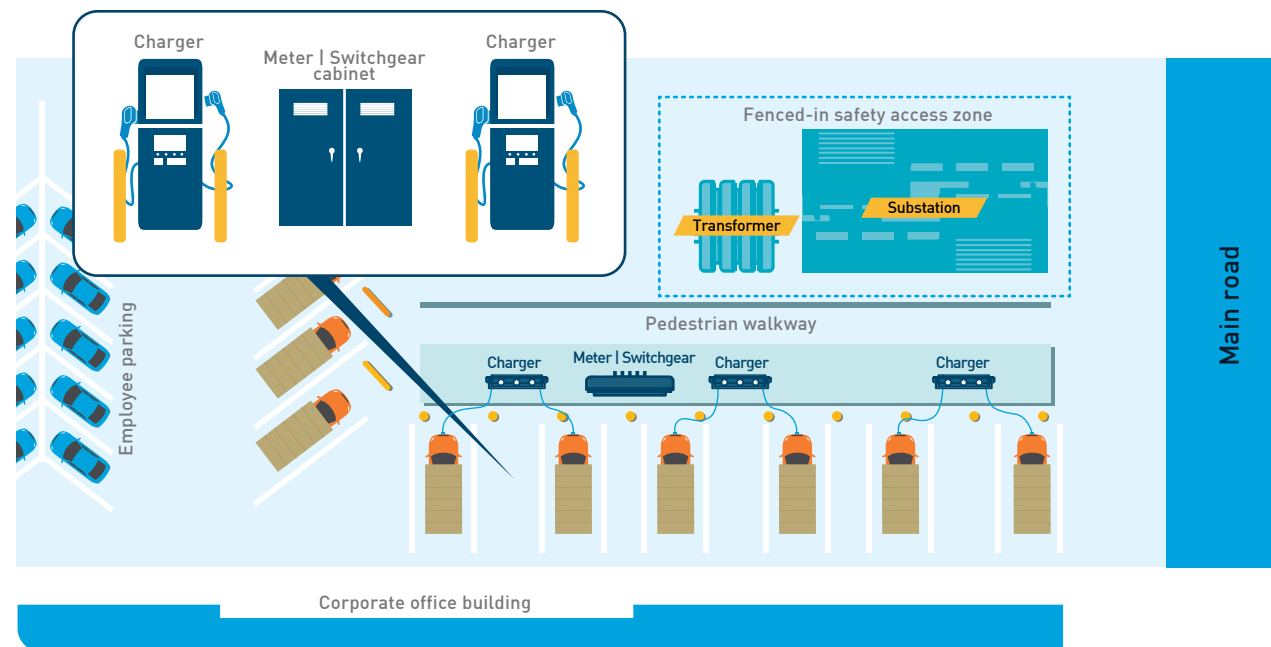 Charger
Meter | Switchgear
cabinet
Charger
Fenced-in safety access zone
Transformer
Substation
Main road
Pedestrian walkway
Employee parking
Charger
Meter | Switchgear
Charger
Charger
Corporate office building